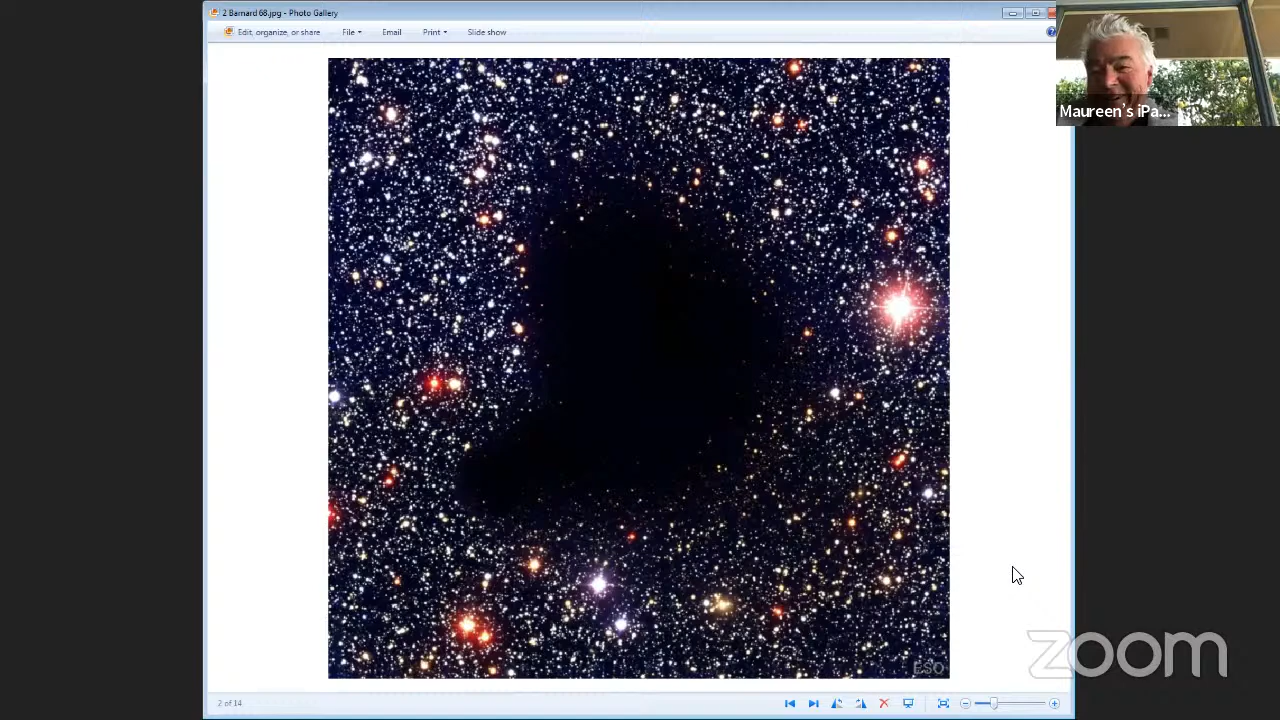 2 Barnard 68.jpg - Photo Gallery
Edit, organize, or share File Email Print Slide show
Maureen's iPa...
ESO
zoom
2 of 14